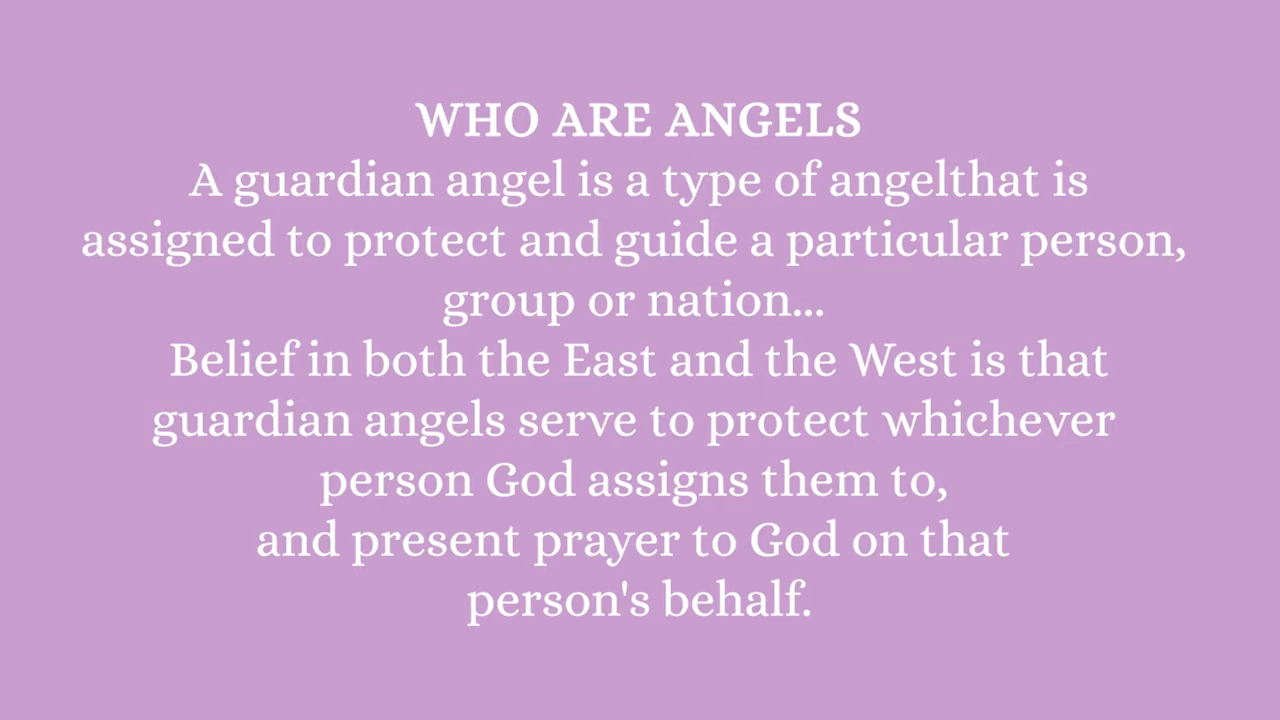 WHO ARE ANGELS
A guardian angel is a type of angelthat is
assigned to protect and guide a particular person,
group or nation...
Belief in both the East and the West is that
guardian angels serve to protect whichever
person God assigns them to,
and present prayer to God on that
person's behalf.